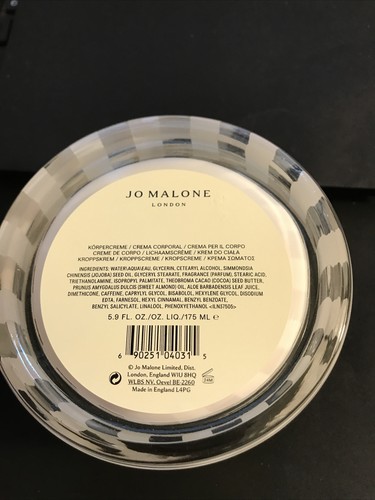 JO MALONE
LONDON
KÖRPERCREME / CREMA CORPORAL / CREMA PER IL CORPO
CREME DE CORPO / LICHAAMSCRÈME / KREM DO CIAŁA
KROPPSKREM / KROPPSCREME / KROPSCREME / ΚΡΕΜΑ ΣΩΜΑΤΟΣ
INGREDIENTS: WATER\AQUA\EAU, GLYCERIN, CETEARYL ALCOHOL, SIMMONDSIA
CHINENSIS (JOJOBA) SEED OIL, GLYCERYL STEARATE, FRAGRANCE (PARFUM), STEARIC ACID,
TRIETHANOLAMINE, ISOPROPYL PALMITATE, THEOBROMA CACAO (COCOA) SEED BUTTER,
PRUNUS AMYGDALUS DULCIS (SWEET ALMOND) OIL, ALOE BARBADENSIS LEAF JUICE,
DIMETHICONE, CAFFEINE, CAPRYLYL GLYCOL, BISABOLOL, HEXYLENE GLYCOL, DISODIUM
EDTA, FARNESOL, HEXYL CINNAMAL, BENZYL BENZOATE,
BENZYL SALICYLATE, LINALOOL, PHENOXYETHANOL <ILN37505>
5.9 FL. OZ./OZ. LIQ./175 ML ℮
6 90251 04031 5
© Jo Malone Limited, Dist.
London, England W1U 8HQ
WLBS NV, Oevel BE-2260
Made in England L4PG
24M